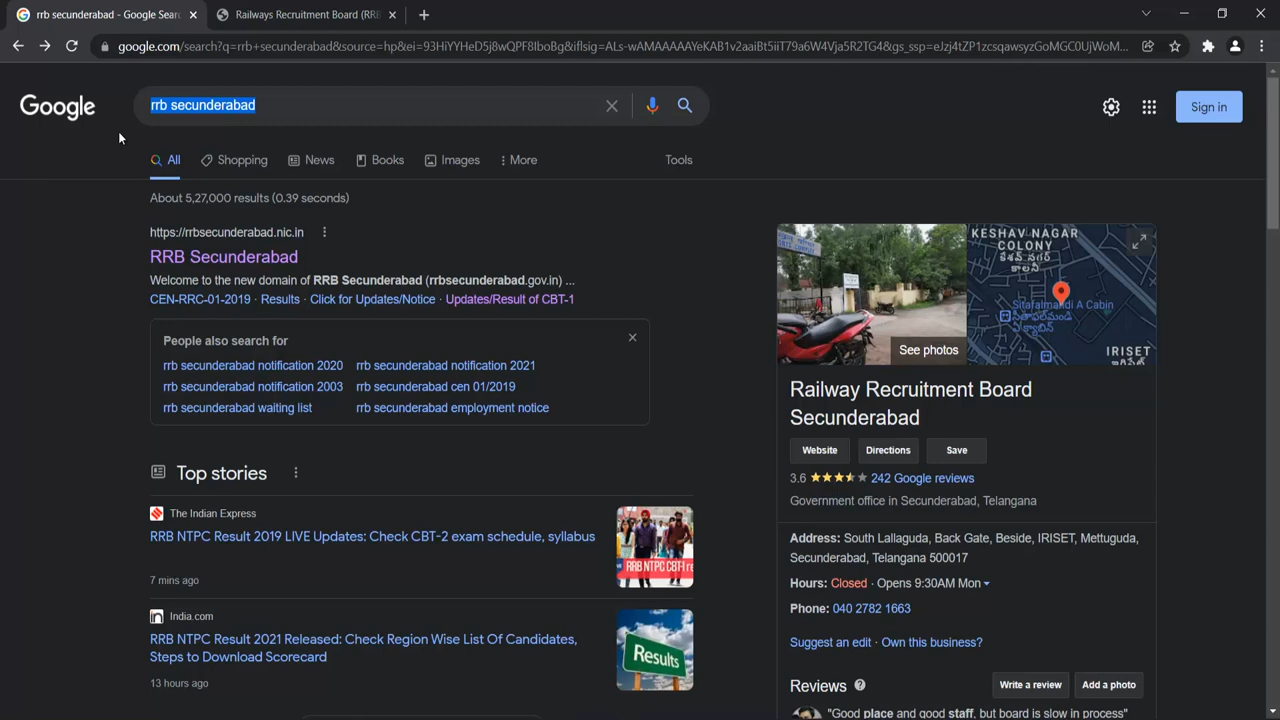 rrb secunderabad - Google Searc
Railways Recruitment Board (RRB
google.com/search?q=rrb+secunderabad&source=hp&ei=93HiYYHeD5j8wQPF8IboBg&iflsig=ALs-wAMAAAAAYeKAB1v2aaiBt5iiT79a6W4Vja5R2TG4&gs_ssp=eJzj4tZP1zcsqawsyzGoMGC0UjWoM...
Google
rrb secunderabad
Sign in
All
Shopping
News
Books
Images
More
Tools
About 5,27,000 results (0.39 seconds)
https://rrbsecunderabad.nic.in
RRB Secunderabad
Welcome to the new domain of RRB Secunderabad (rrbsecunderabad.gov.in) ...
CEN-RRC-01-2019 · Results · Click for Updates/Notice · Updates/Result of CBT-1
People also search for
rrb secunderabad notification 2020
rrb secunderabad notification 2021
rrb secunderabad notification 2003
rrb secunderabad cen 01/2019
rrb secunderabad waiting list
rrb secunderabad employment notice
Top stories
The Indian Express
RRB NTPC Result 2019 LIVE Updates: Check CBT-2 exam schedule, syllabus
7 mins ago
RRB NTPC CBT-I re
India.com
RRB NTPC Result 2021 Released: Check Region Wise List Of Candidates,
Steps to Download Scorecard
13 hours ago
Results
See photos
KESHAV NAGAR
COLONY
కేశవ్ నగర్
కాలనీ
Sitafalmandi A Cabin
సీతాఫల్మండి
ఏ క్యాబిన్
IRISET
Railway Recruitment Board
Secunderabad
Website
Directions
Save
3.6
242 Google reviews
Government office in Secunderabad, Telangana
Address: South Lallaguda, Back Gate, Beside, IRISET, Mettuguda,
Secunderabad, Telangana 500017
Hours: Closed · Opens 9:30AM Mon
Phone: 040 2782 1663
Suggest an edit · Own this business?
Reviews
Write a review
Add a photo
"Good place and good staff, but board is slow in process"